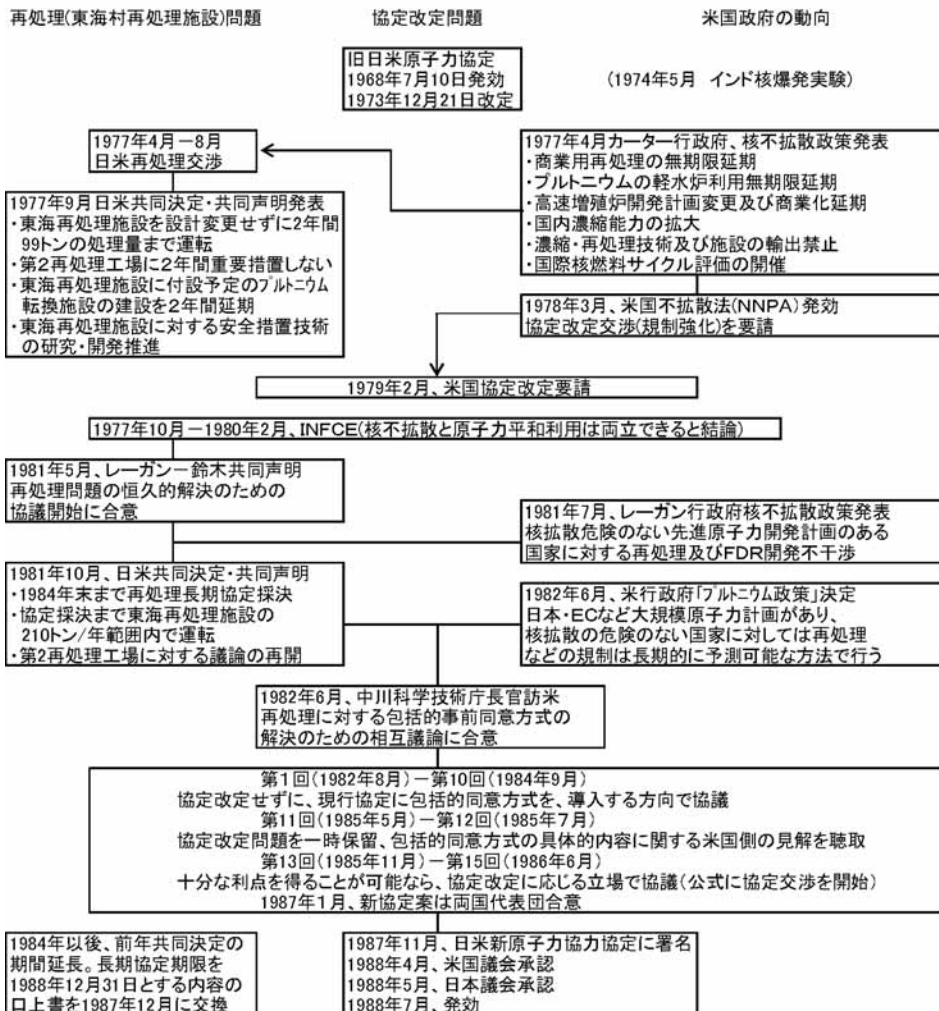 再処理(東海村再処理施設)問題
協定改定問題
米国政府の動向
旧日米原子力協定
1968年7月10日発効
1973年12月21日改定
(1974年5月 インド核爆発実験)
1977年4月－8月
日米再処理交渉
1977年4月カーター行政府、核不拡散政策発表
・商業用再処理の無期限延期
・プルトニウムの軽水炉利用無期限延期
・高速増殖炉開発計画変更及び商業化延期
・国内濃縮能力の拡大
・濃縮・再処理技術及び施設の輸出禁止
・国際核燃料サイクル評価の開催
1977年9月日米共同決定・共同声明発表
・東海再処理施設を設計変更せずに2年間
99トンの処理量まで運転
・第2再処理工場に2年間重要措置しない
・東海再処理施設に付設予定のプルトニウム
転換施設の建設を2年間延期
・東海再処理施設に対する安全措置技術
の研究・開発推進
1978年3月、米国不拡散法(NNPA)発効
協定改定交渉(規制強化)を要請
1979年2月、米国協定改定要請
1977年10月－1980年2月、INFCE(核不拡散と原子力平和利用は両立できると結論)
1981年5月、レーガン－鈴木共同声明
再処理問題の恒久的解決のための
協議開始に合意
1981年7月、レーガン行政府核不拡散政策発表
核拡散危険のない先進原子力開発計画のある
国家に対する再処理及びFDR開発不干渉
1981年10月、日米共同決定・共同声明
・1984年末まで再処理長期協定採決
・協定採決まで東海再処理施設の
210トン/年範囲内で運転
・第2再処理工場に対する議論の再開
1982年6月、米行政府「プルトニウム政策」決定
日本・ECなど大規模原子力計画があり、
核拡散の危険のない国家に対しては再処理
などの規制は長期的に予測可能な方法で行う
1982年6月、中川科学技術庁長官訪米
再処理に対する包括的事前同意方式の
解決のための相互議論に合意
第1回(1982年8月)－第10回(1984年9月)
協定改定せずに、現行協定に包括的同意方式を、導入する方向で協議
第11回(1985年5月)－第12回(1985年7月)
協定改定問題を一時保留、包括的同意方式の具体的内容に関する米国側の見解を聴取
第13回(1985年11月)－第15回(1986年6月)
十分な利点を得ることが可能なら、協定改定に応じる立場で協議(公式に協定交渉を開始)
1987年1月、新協定案は両国代表団合意
1984年以後、前年共同決定の
期間延長。長期協定期限を
1988年12月31日とする内容の
口上書を1987年12月に交換
1987年11月、日米新原子力協力協定に署名
1988年4月、米国議会承認
1988年5月、日本議会承認
1988年7月、発効